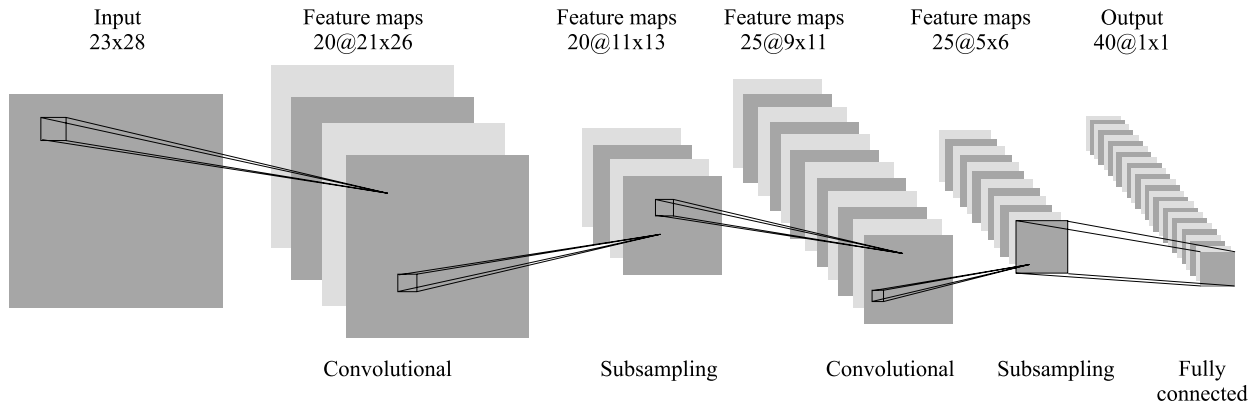 Input
23x28
Feature maps
20@21x26
Feature maps
20@11x13
Feature maps
25@9x11
Feature maps
25@5x6
Output
40@1x1
Convolutional
Subsampling
Convolutional
Subsampling
Fully
connected